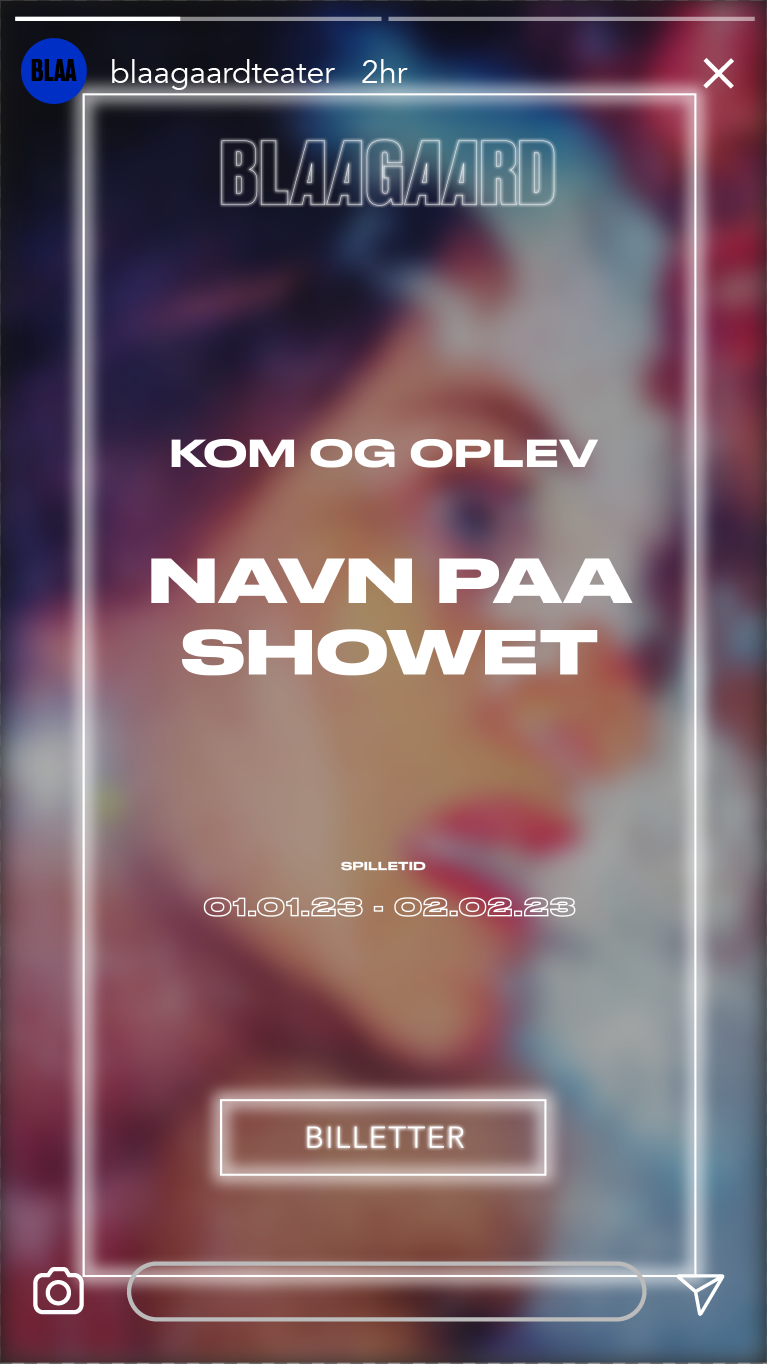 BLAA
blaagaardteater 2hr
BLAAGAARD
KOM OG OPLEV
NAVN PAA
SHOWET
SPILLETID
01.01.23 - 02.02.23
BILLETTER